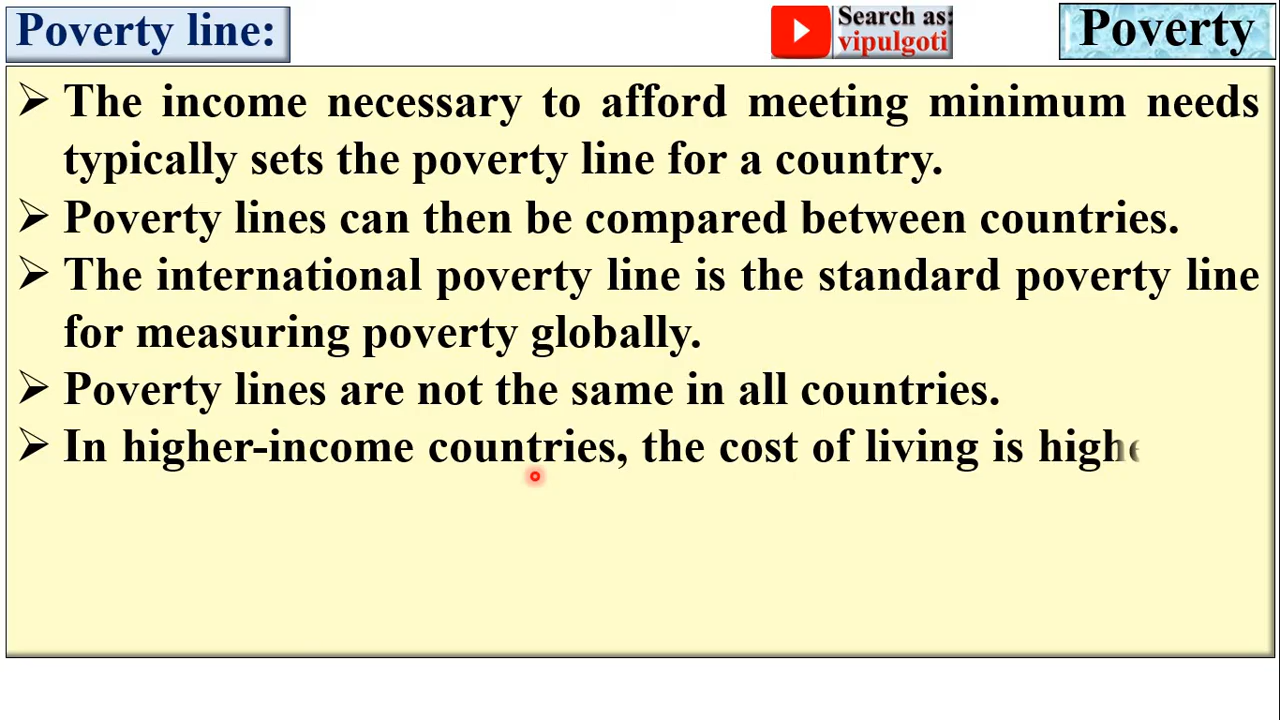 Poverty line:
Search as:
vipulgoti
Poverty
➢ The income necessary to afford meeting minimum needs
typically sets the poverty line for a country.
➢ Poverty lines can then be compared between countries.
➢ The international poverty line is the standard poverty line
for measuring poverty globally.
➢ Poverty lines are not the same in all countries.
➢ In higher-income countries, the cost of living is highe